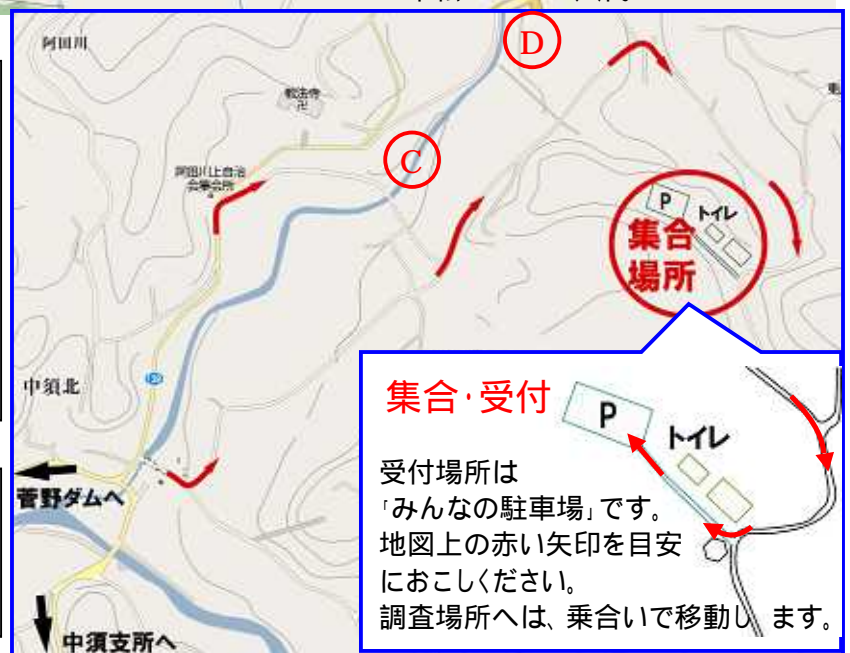 D
阿田川
C
阿田川上自治
会集会所
P
トイレ
集合
場所
中須北
菅野ダムへ
中須支所へ
集合・受付
P
トイレ
受付場所は
「みんなの駐車場」です。
地図上の赤い矢印を目安
におこしください。
調査場所へは、乗合いで移動し ます。